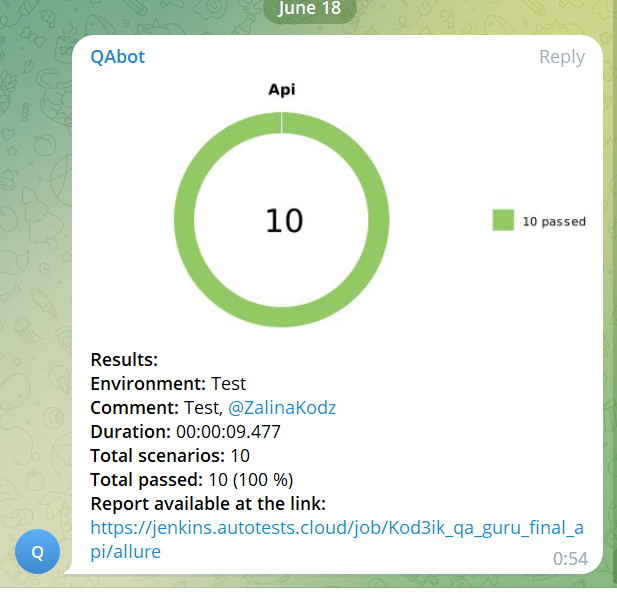 June 18
QAbot Reply
Api
10
10 passed
Results:
Environment: Test
Comment: Test, @ZalinaKodz
Duration: 00:00:09.477
Total scenarios: 10
Total passed: 10 (100 %)
Report available at the link:
https://jenkins.autotests.cloud/job/Kod3ik_qa_guru_final_a
pi/allure
Q
0:54